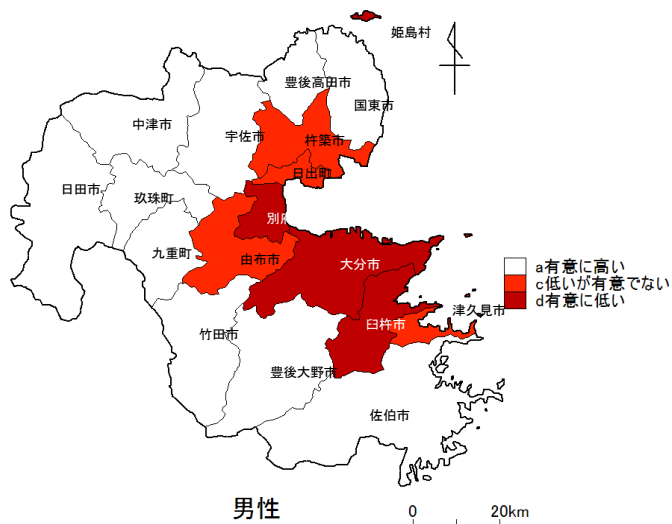 姫島村
豊後高田市
国東市
中津市
宇佐市
杵築市
日出町
日田市
玖珠町
別府
九重町
由布市
大分市
a有意に高い
c低いが有意でない
d有意に低い
津久見市
臼杵市
竹田市
豊後大野市
佐伯市
男性
0
20km